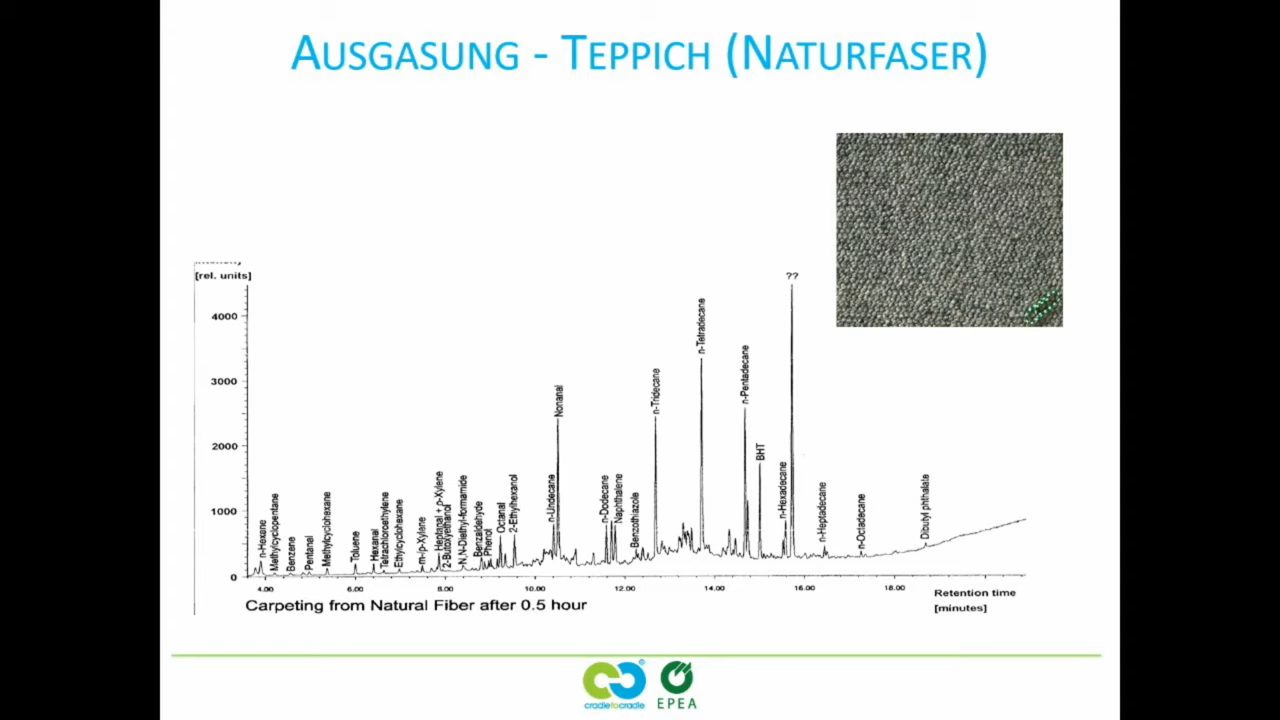 AUSGASUNG - TEPPICH (NATURFASER)
[rel. units]
??
4000
3000
2000
1000
0
n-Hexane
Methylcyclopentane
Benzene
Pentanal
Methylcyclohexane
Toluene
Hexanal
Tetrachloroethylene
Ethylcyclohexane
m-/p-Xylene
Heptanal + p-Xylene
2-Butoxyethanol
N,N-Diethyl-formamide
Benzaldehyde
Phenol
Octanal
2-Ethylhexanol
n-Undecane
Nonanal
n-Dodecane
Naphthalene
Benzothiazole
n-Tridecane
n-Tetradecane
n-Pentadecane
BHT
n-Hexadecane
n-Heptadecane
n-Octadecane
Dibutyl phthalate
4.00 6.00 8.00 10.00 12.00 14.00 16.00 18.00
Retention time
[minutes]
Carpeting from Natural Fiber after 0.5 hour
cradletocradle
®
EPEA